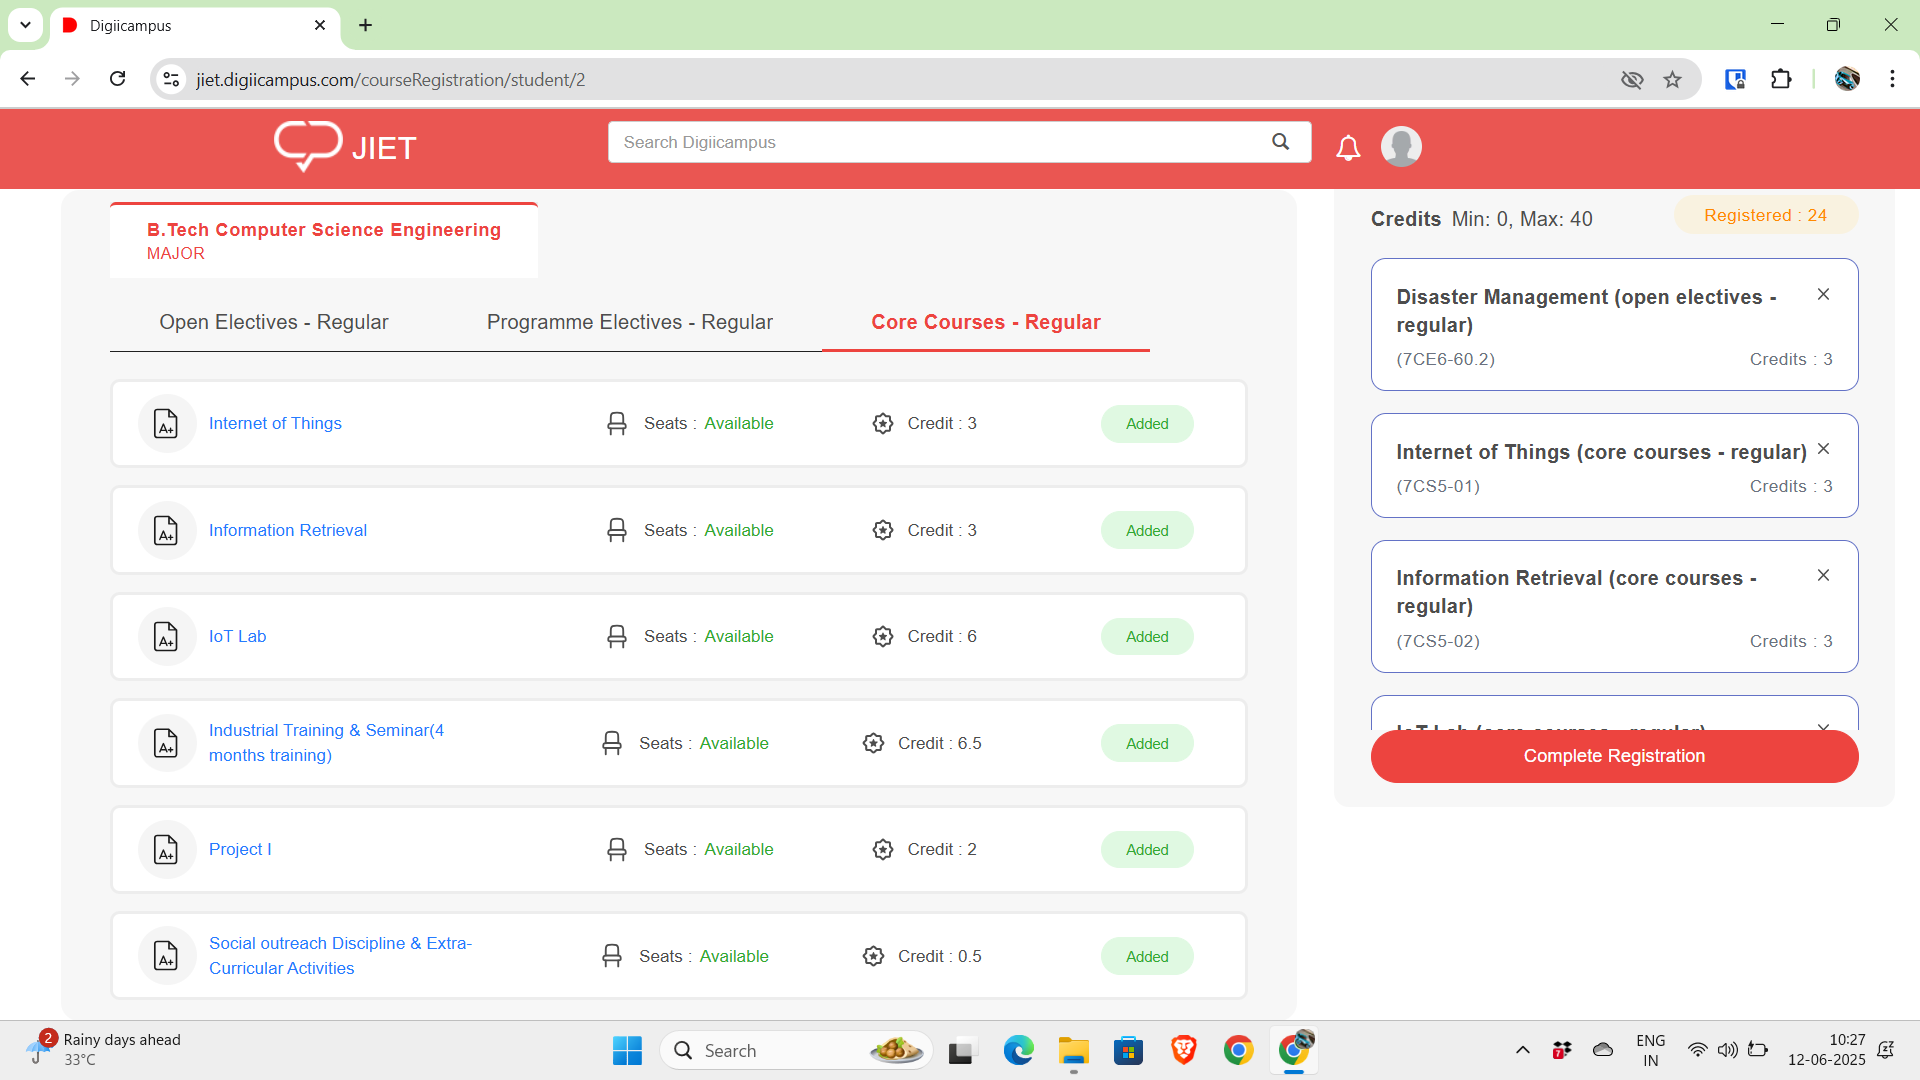 Digiicampus
jiet.digiicampus.com/courseRegistration/student/2
JIET
Search Digiicampus
B.Tech Computer Science Engineering
MAJOR
Open Electives - Regular
Programme Electives - Regular
Core Courses - Regular
Internet of Things
Seats : Available
Credit : 3
Added
Information Retrieval
Seats : Available
Credit : 3
Added
IoT Lab
Seats : Available
Credit : 6
Added
Industrial Training & Seminar(4
months training)
Seats : Available
Credit : 6.5
Added
Project I
Seats : Available
Credit : 2
Added
Social outreach Discipline & Extra-
Curricular Activities
Seats : Available
Credit : 0.5
Added
Credits Min: 0, Max: 40
Registered : 24
Disaster Management (open electives -
regular)
(7CE6-60.2)
Credits : 3
Internet of Things (core courses - regular)
(7CS5-01)
Credits : 3
Information Retrieval (core courses -
regular)
(7CS5-02)
Credits : 3
IoT Lab (core courses - regular)
Complete Registration
2
Rainy days ahead
33°C
Search
7
ENG
IN
10:27
12-06-2025